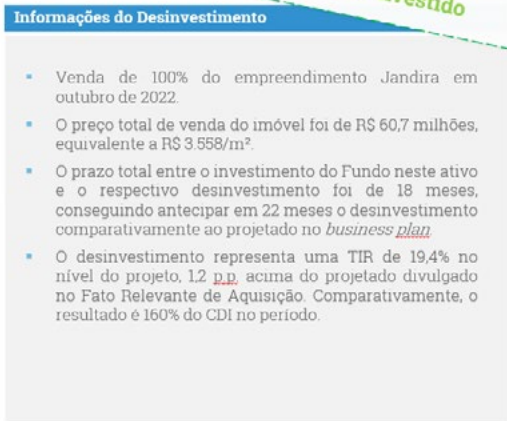 Informações do Desinvestimento
▪ Venda de 100% do empreendimento Jandira em
outubro de 2022.
▪ O preço total de venda do imóvel foi de R$ 60,7 milhões,
equivalente a R$ 3.558/m².
▪ O prazo total entre o investimento do Fundo neste ativo
e o respectivo desinvestimento foi de 18 meses,
conseguindo antecipar em 22 meses o desinvestimento
comparativamente ao projetado no business plan.
▪ O desinvestimento representa uma TIR de 19,4% no
nível do projeto, 1,2 p.p. acima do projetado divulgado
no Fato Relevante de Aquisição. Comparativamente, o
resultado é 160% do CDI no período.